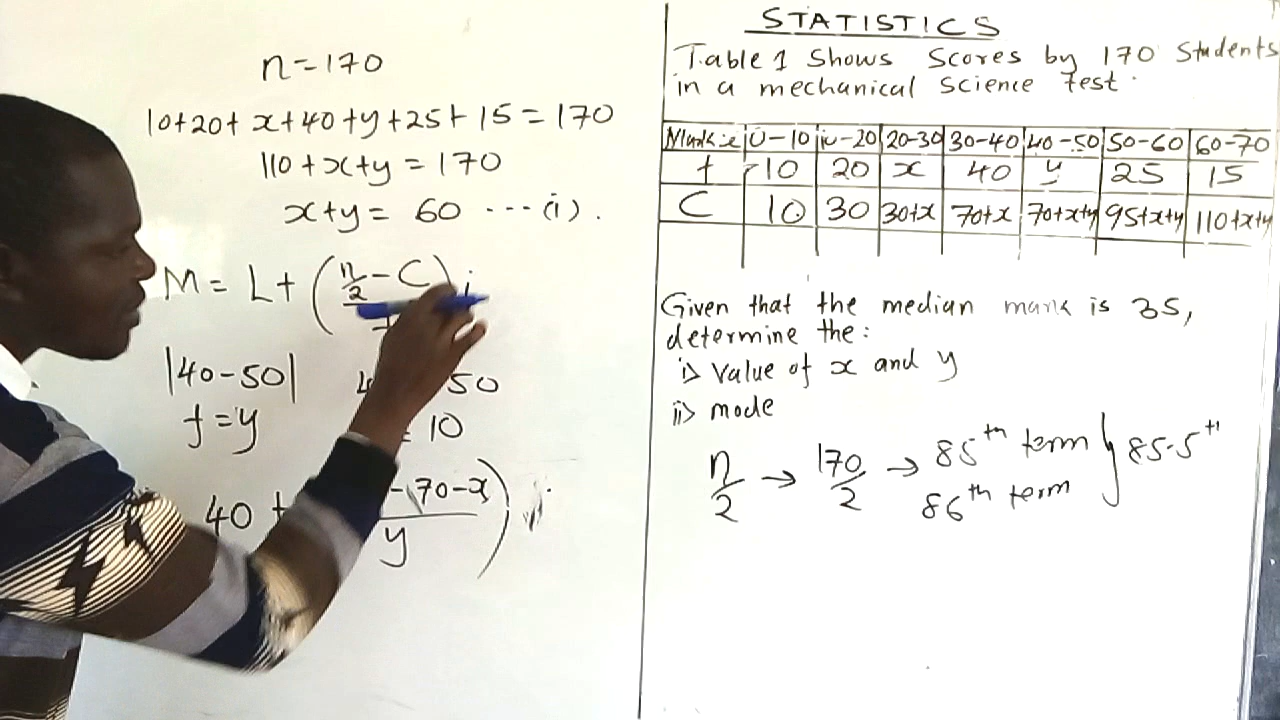 n = 170
10+20+ x+40+y+25+ 15 = 170
110+x+y = 170
x+y = 60 --- (i).
M = L+ (n/2 - C) i
|40-50| 50
f = y 10
40 + -70-x)
y
STATISTICS
Table 1 Shows Scores by 170 Students
in a mechanical Science test.
Mark x 0-10 10-20 20-30 30-40 40-50 50-60 60-70
f 10 20 x 40 y 25 15
C 10 30 30+x 70+x 70+x+y 95+x+y 110+x+y
Given that the median mark is 35,
determine the:
i> value of x and y
ii> mode
n/2 → 170/2 → 85th term } 85.5th
86th term